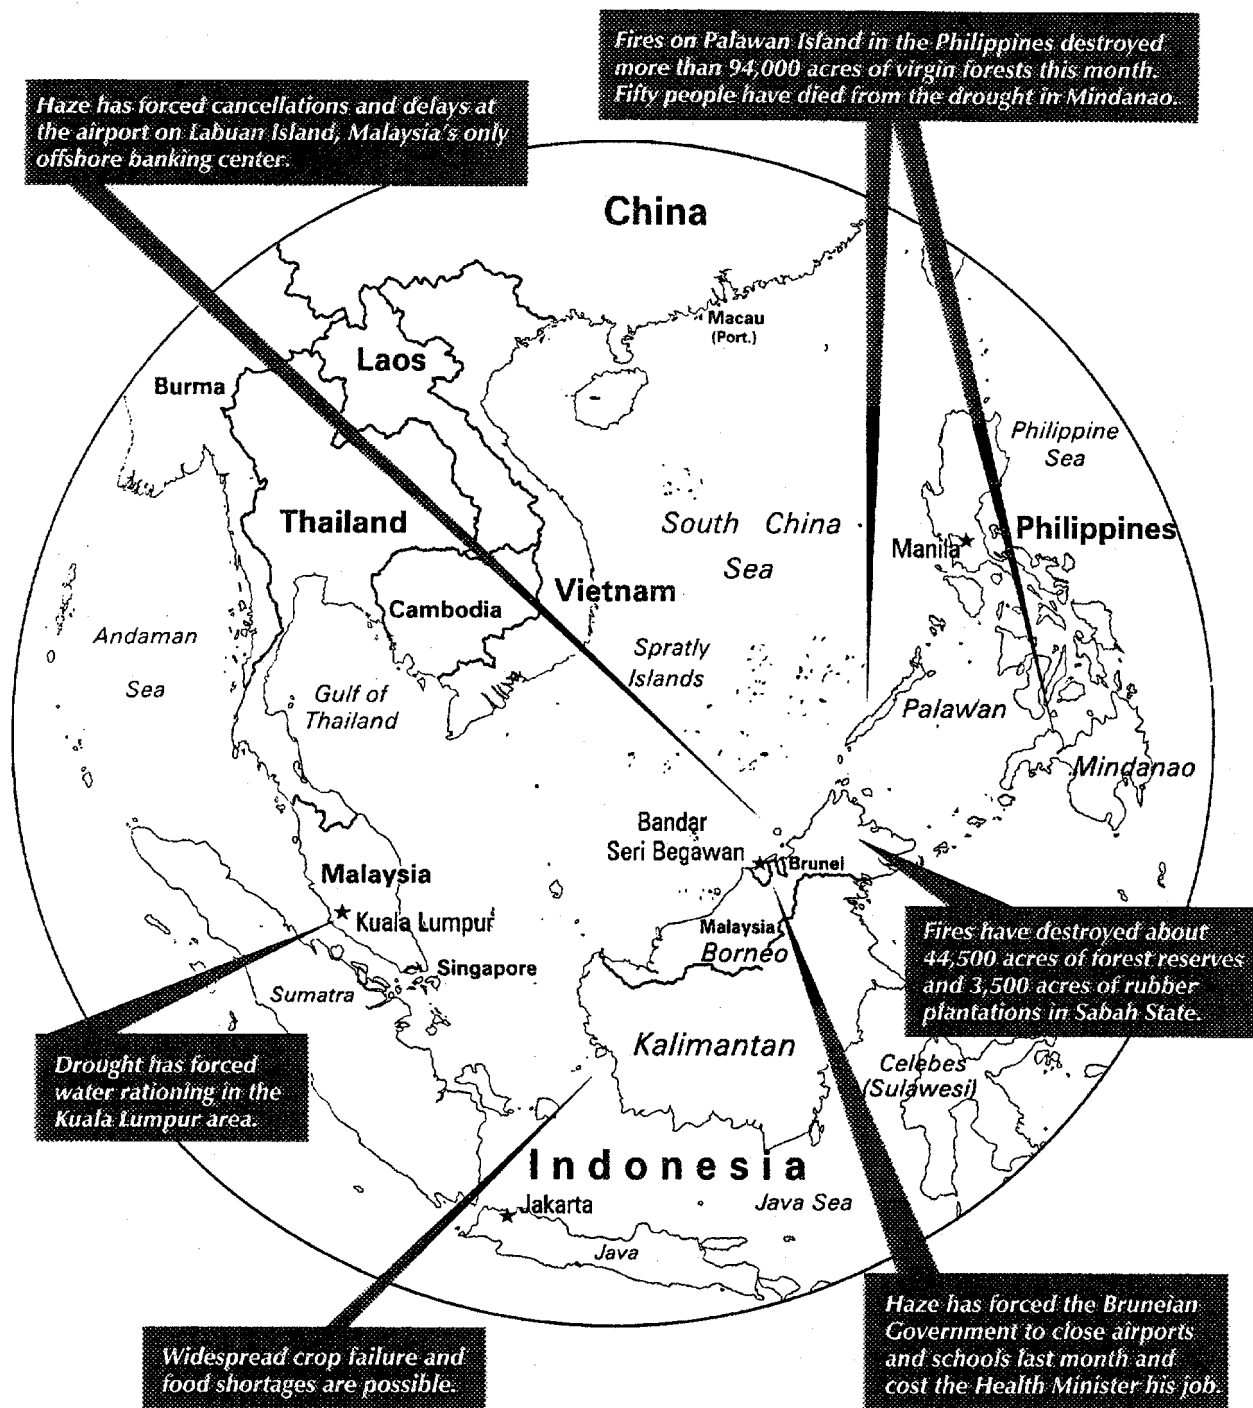 Fires on Palawan Island in the Philippines destroyed
more than 94,000 acres of virgin forests this month.
Fifty people have died from the drought in Mindanao.
Haze has forced cancellations and delays at
the airport on Labuan Island, Malaysia's only
offshore banking center.
China
Macau
(Port.)
Laos
Burma
Philippine
Sea
Thailand
South China
Sea
Philippines
Manila
Vietnam
Cambodia
Andaman
Sea
Spratly
Islands
Gulf of
Thailand
Palawan
Mindanao
Bandar
Seri Begawan
Brunei
Malaysia
Kuala Lumpur
Malaysia
Borneo
Singapore
Sumatra
Fires have destroyed about
44,500 acres of forest reserves
and 3,500 acres of rubber
plantations in Sabah State.
Kalimantan
Celebes
(Sulawesi)
Drought has forced
water rationing in the
Kuala Lumpur area.
Indonesia
Jakarta
Java Sea
Java
Haze has forced the Bruneian
Government to close airports
and schools last month and
cost the Health Minister his job.
Widespread crop failure and
food shortages are possible.